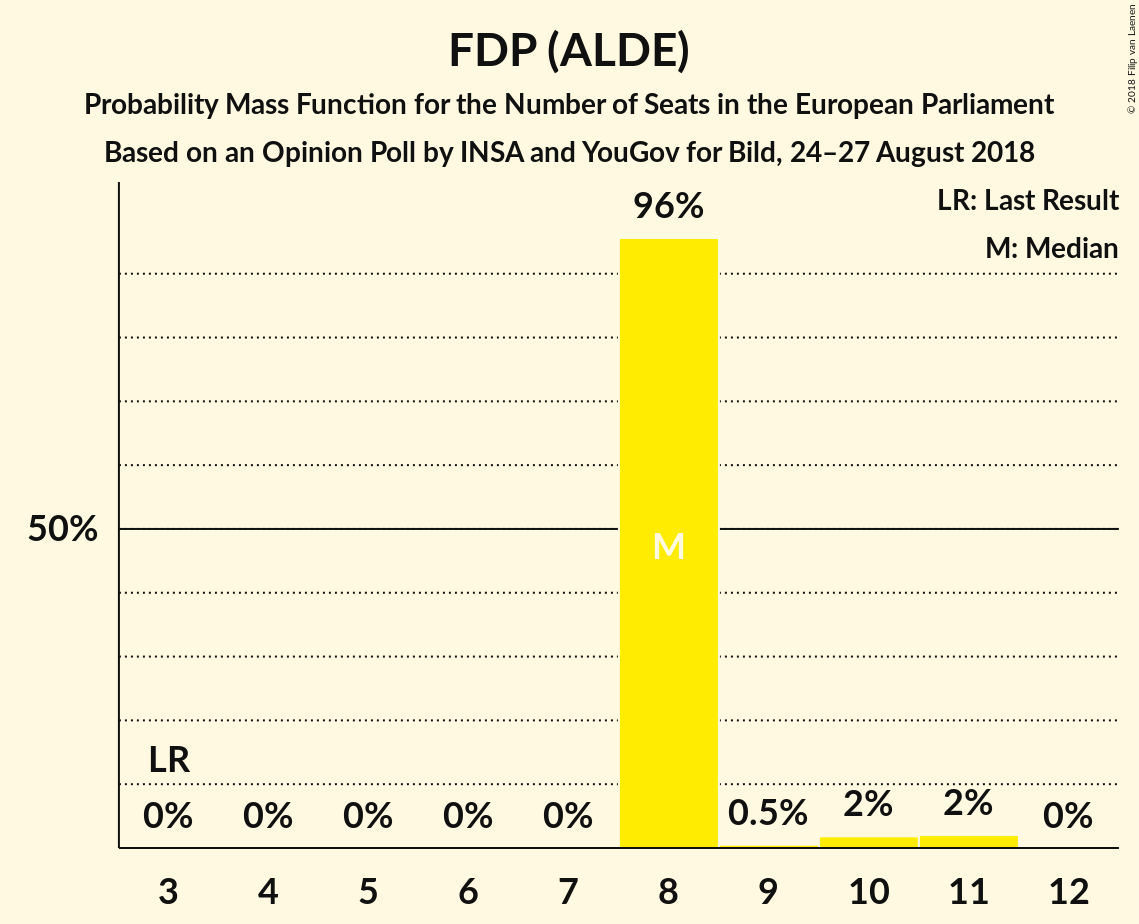 FDP (ALDE)
Probability Mass Function for the Number of Seats in the European Parliament
Based on an Opinion Poll by INSA and YouGov for Bild, 24–27 August 2018
© 2018 Filip van Laenen
LR: Last Result
M: Median
96%
50%
M
LR
0% 0% 0% 0% 0% 0.5% 2% 2% 0%
3 4 5 6 7 8 9 10 11 12